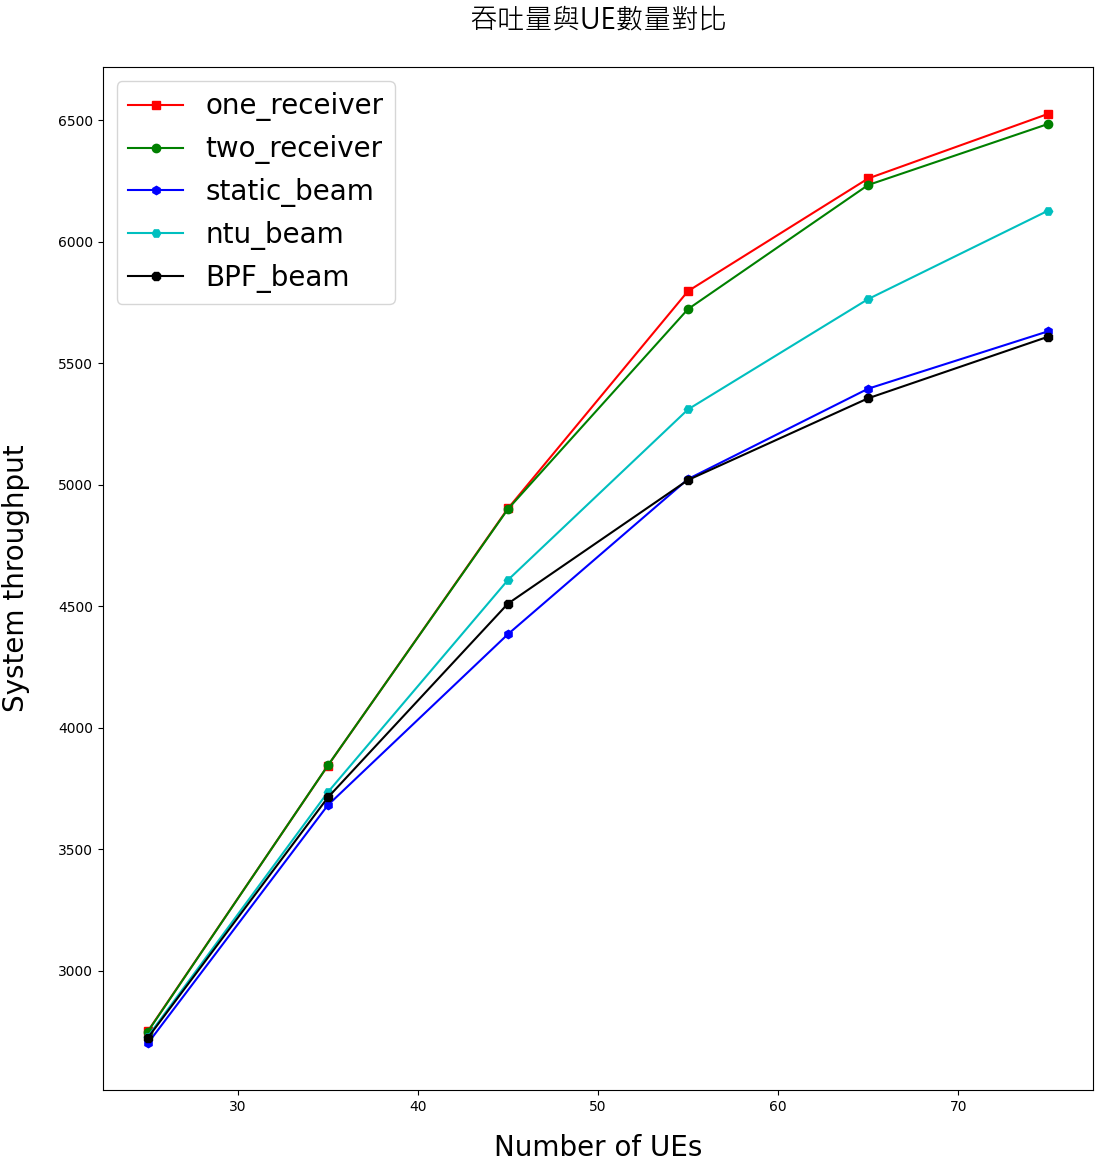 吞吐量與UE數量對比
one_receiver
two_receiver
static_beam
ntu_beam
BPF_beam
System throughput
6500
6000
5500
5000
4500
4000
3500
3000
30 40 50 60 70
Number of UEs